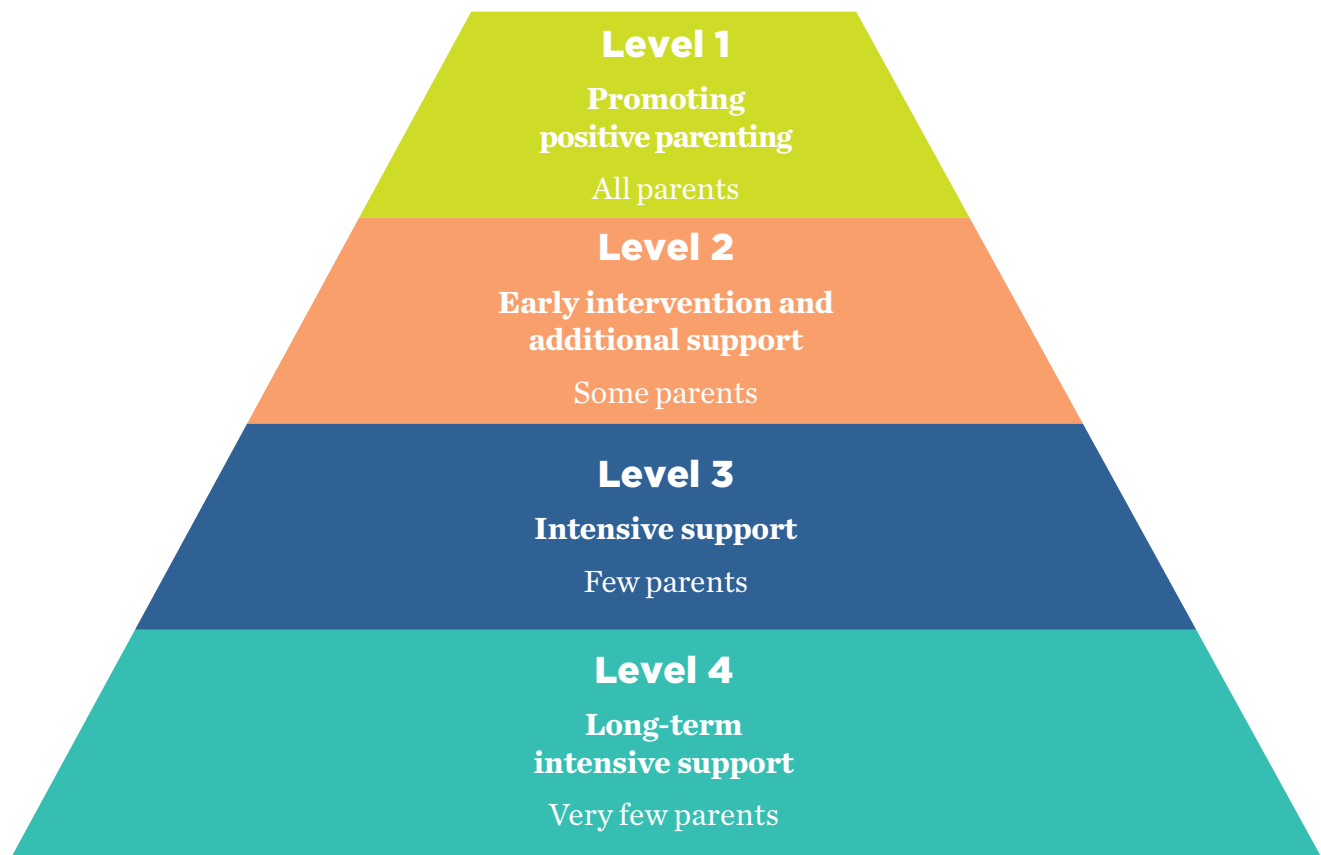 Level 1
Promoting
positive parenting
All parents
Level 2
Early intervention and
additional support
Some parents
Level 3
Intensive support
Few parents
Level 4
Long-term
intensive support
Very few parents